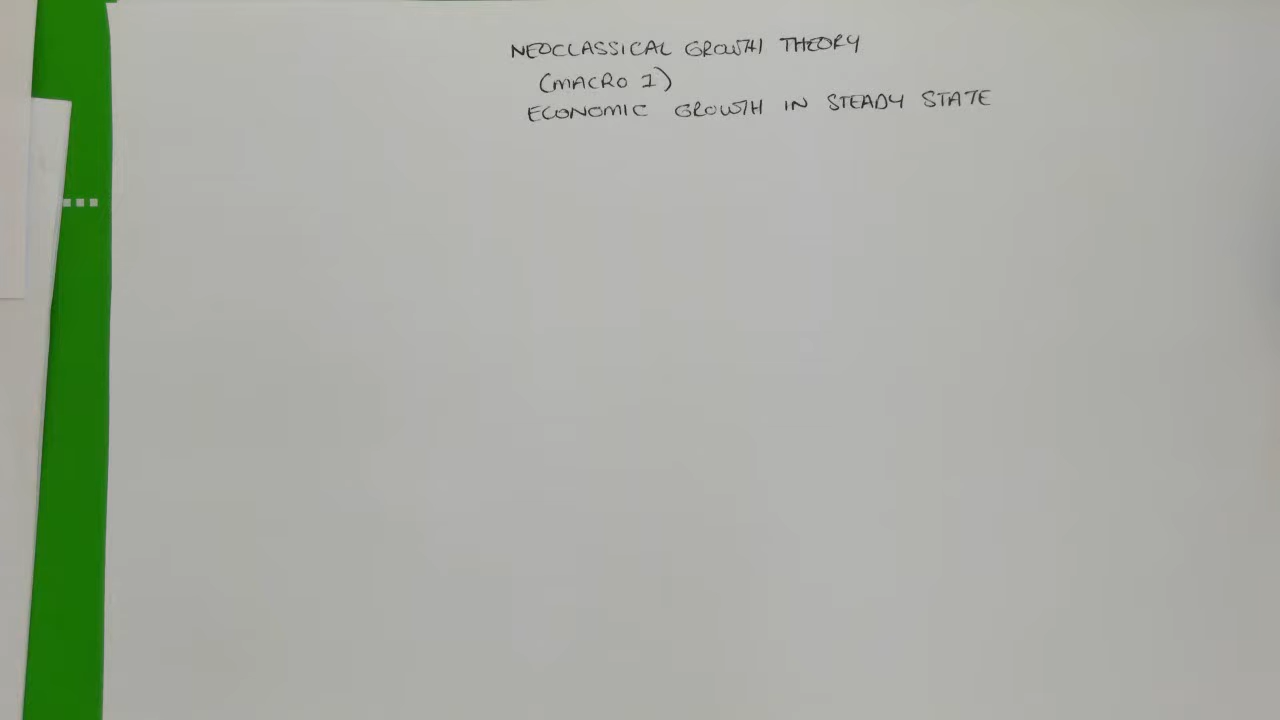 NEOCLASSICAL GROWTH THEORY
(MACRO 1)
ECONOMIC GROWTH IN STEADY STATE